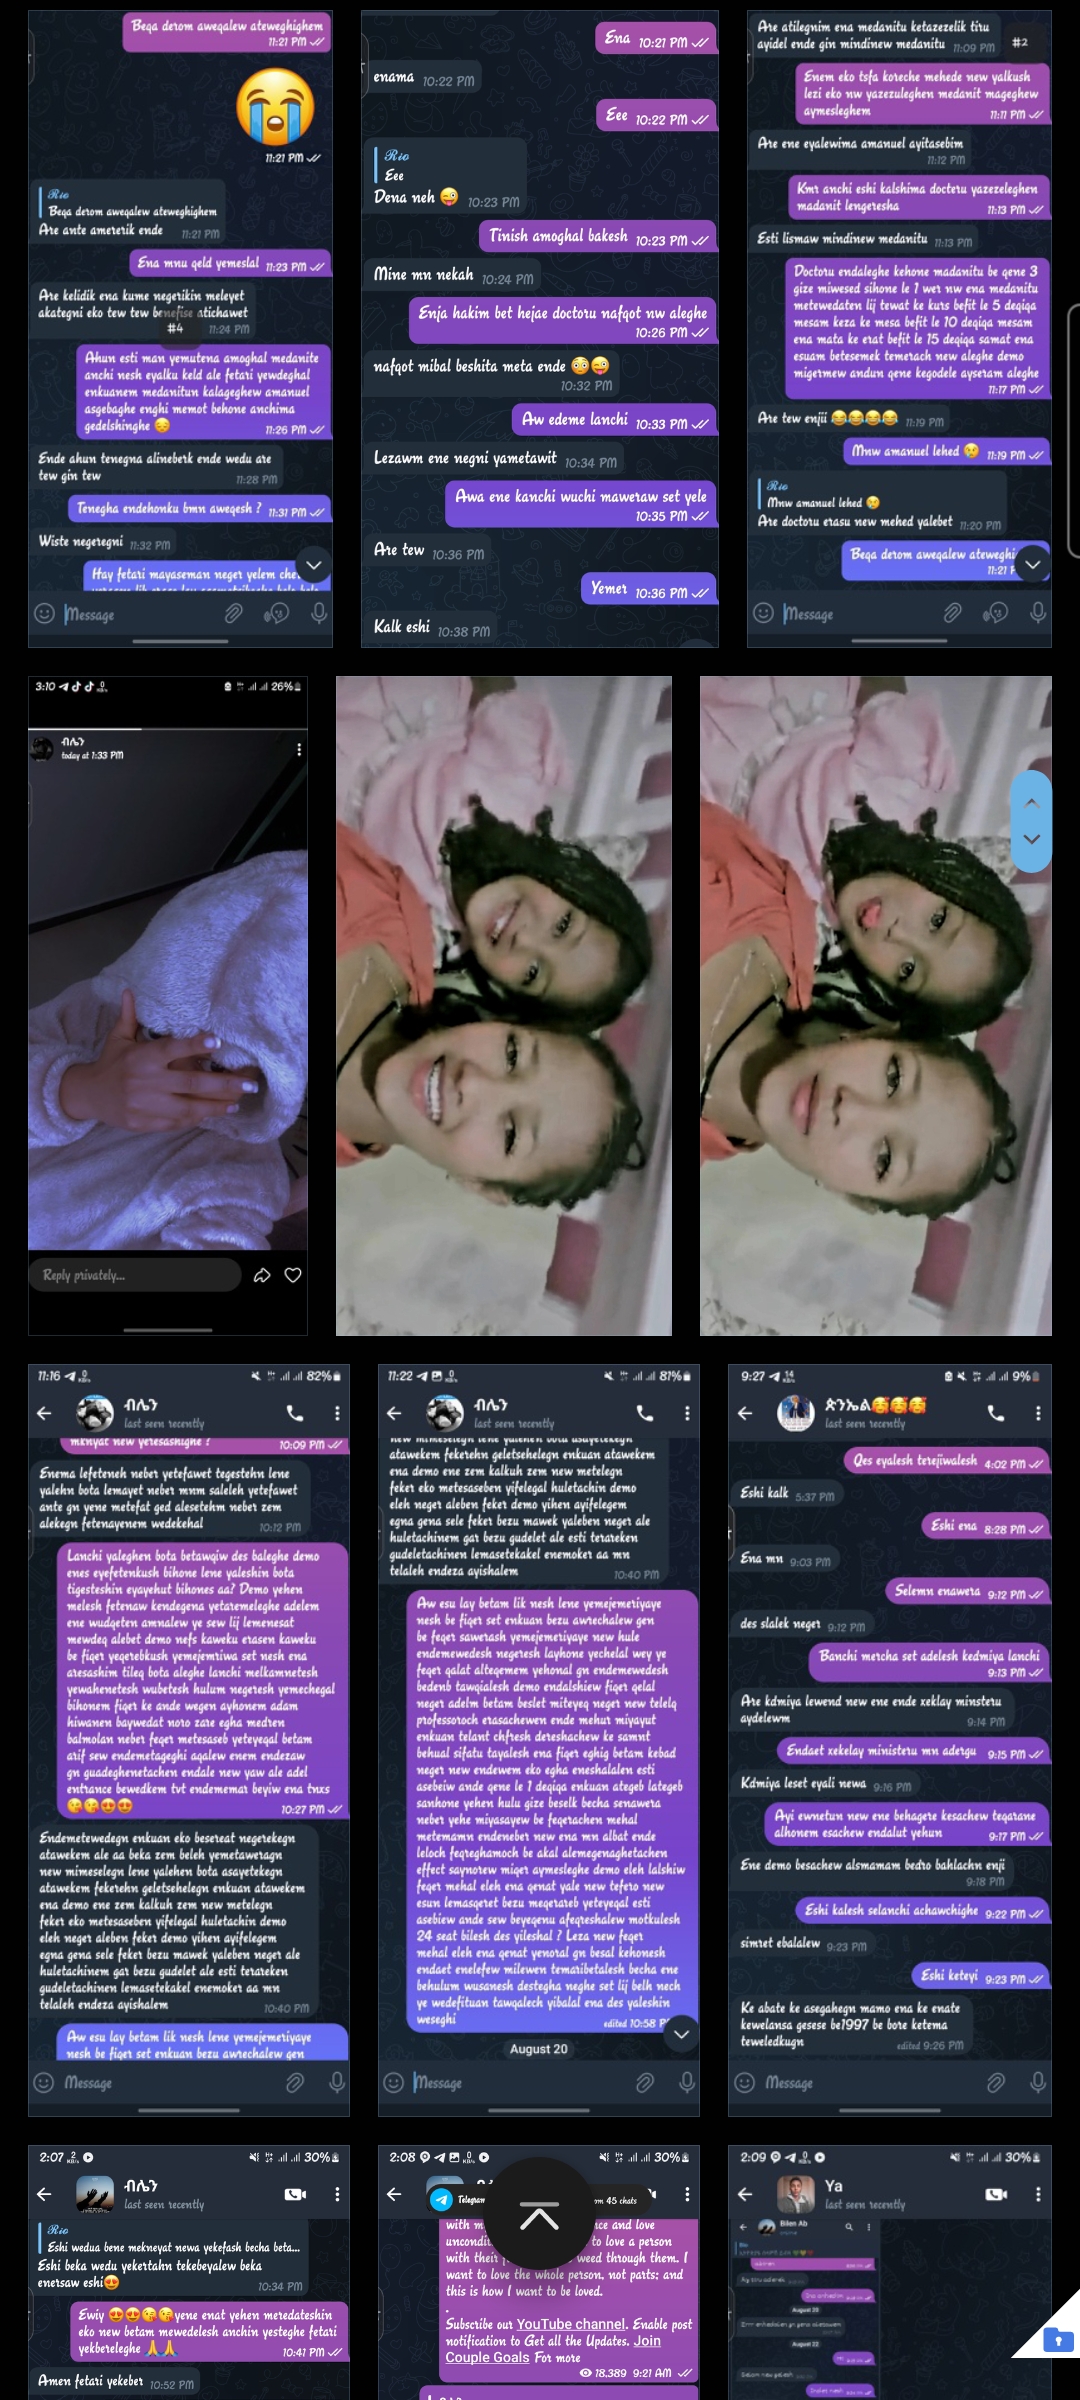 Beqa derom aweqalew ateweghighem
11:21 PM
11:21 PM
Rio
Beqa derom aweqalew ateweghighem
Are ante amererik ende 11:21 PM
Ena mnu qeld yemeslal 11:23 PM
Are kelidik ena kume negerikin meleyet
akategni eko tew tew benefise atichawet
11:24 PM
#4
Ahun esti man yemutena amoghal medanite
anchi nesh eyalku keld ale fetari yewdeghal
enkuanem medanitun kalageghew amanuel
asgebaghe enghi memot behone anchima
gedelshinghe 11:26 PM
Ende ahun tenegna alineberk ende wedu are
tew gin tew 11:28 PM
Tenegha endehonku bmn aweqesh ? 11:31 PM
Wiste negeregni 11:32 PM
Hay fetari mayaseman neger yelem
Message
Ena 10:21 PM
enama 10:22 PM
Eee 10:22 PM
Rio
Eee
Dena neh 10:23 PM
Tinish amoghal bakesh 10:23 PM
Mine mn nekah 10:24 PM
Enja hakim bet hejae doctoru nafqot nw aleghe
10:26 PM
nafqot mibal beshita meta ende
10:32 PM
Aw edeme lanchi 10:33 PM
Lezawm ene negni yametawit 10:34 PM
Awa ene kanchi wuchi maweraw set yele
10:35 PM
Are tew 10:36 PM
Yemer 10:36 PM
Kalk eshi 10:38 PM
Are atilegnim ena medanitu ketazezelik tiru
ayidel ende gin mindinew medanitu 11:09 PM
#2
Enem eko tsfa koreche mehede new yalkush
lezi eko nw yazezuleghen medanit mageghew
aymesleghem 11:11 PM
Are ene eyalewima amanuel ayitasebim
11:12 PM
Kmr anchi eshi kalshima docteru yazezeleghen
madanit lengeresha 11:13 PM
Esti lismaw mindinew medanitu 11:13 PM
Doctoru endaleghe kehone madanitu be qene 3
gize miwesed sihone le 1 wer nw ena medanitu
metewedaten lij tewat ke kurs befit le 5 deqiqa
mesam keza ke mesa befit le 10 deqiqa mesam
ena mata ke erat befit le 15 deqiqa samat ena
esuam betesemek temerach new aleghe demo
migermew andun qene kegodele ayseram aleghe
11:17 PM
Are tew enjii 11:19 PM
Mnw amanuel lehed 11:19 PM
Rio
Mnw amanuel lehed
Are doctoru erasu new mehed yalebet 11:20 PM
Beqa derom aweqalew ateweghi
11:21 P
Message
3:10 26%
ብሌን
today at 1:33 PM
Reply privately...
11:16 82%
ብሌን
last seen recently
mknyat new yeresashighe ? 10:09 PM
Enema lefeteneh neber yetefawet tegestehn lene
yalehn bota lemayet neber mnm saleleh yetefawet
ante gn yene metefat ged alesetehm neber zem
alekegn fetenayenem wedekehal 10:12 PM
Lanchi yaleghen bota betawqiw des baleghe demo
enes eyefetenkush bihone lene yaleshin bota
tigesteshin eyayehut bihones aa? Demo yehen
melesh fetenaw kendegena yetaremeleghe adelem
ene wudqeten amnalew ye sew lij lemenesat
mewdeq alebet demo nefs kaweku erasen kaweku
be fiqer yeqerebkush yemejemriwa set nesh ena
aresashim tileq bota aleghe lanchi melkamnetesh
yewahenetesh wubetesh hulum negeresh yemechegal
bihonem fiqer ke ande wegen ayhonem adam
hiwanen baywedat noro zare egha medren
balmolan neber feqer metesaseb yeteyeqal betam
arif sew endemetageghi aqalew enem endezaw
gn guadeghenetachen endale new yaw ale adel
entrance bewedkem tvt endememar beyiw ena tnxs
10:27 PM
Endemetewedegn enkuan eko besereat negerekegn
atawekem ale aa beka zem beleh yemetaweragn
new mimeselegn lene yalehen bota asayetekegn
atawekem fekerehn geletsehelegn enkuan atawekem
ena demo ene zem kalkuh zem new metelegn
feker eko metesaseben yifelegal huletachin demo
eleh neger aleben feker demo yihen ayifelegem
egna gena sele feker bezu mawek yaleben neger ale
huletachinem gar bezu gudelet ale esti terareken
gudeletachinen lemasetekakel enemoker aa mn
telaleh endeza ayishalem 10:40 PM
Aw esu lay betam lik nesh lene yemejemeriyaye
nesh be fiqer set enkuan bezu awrechalew gen
Message
11:22 81%
ብሌን
last seen recently
new mimeselegn lene yalehen bota asayetekegn
atawekem fekerehn geletsehelegn enkuan atawekem
ena demo ene zem kalkuh zem new metelegn
feker eko metesaseben yifelegal huletachin demo
eleh neger aleben feker demo yihen ayifelegem
egna gena sele feker bezu mawek yaleben neger ale
huletachinem gar bezu gudelet ale esti terareken
gudeletachinen lemasetekakel enemoker aa mn
telaleh endeza ayishalem 10:40 PM
Aw esu lay betam lik nesh lene yemejemeriyaye
nesh be fiqer set enkuan bezu awrechalew gen
be feqer sawerash yemejemeriyaye new hule
endemewedesh negeresh layhone yechelal wey ye
feqer qalat alteqemem yehonal gn endemewedesh
bedenb tawqialesh demo endalshiew fiqer qelal
neger adelm betam beslet miteyeq neger new telelq
professoroch erasachewen ende mehur miyayut
enkuan telant chfresh dereshachew ke samnt
behual sifatu tayalesh ena fiqer eghig betam kebad
neger new endewem eko egha eneshalalen esti
asebeiw ande qene le 1 deqiqa enkuan ategeb lategeb
sanhone yehen hulu gize beselk becha senawera
neber yehe miyasayew be feqerachen mehal
metemamn endeneber new ena mn albat ende
leloch feqreghamoch be akal alemegenaghetachen
effect saynorew miqer aymesleghe demo eleh lalshiw
feqer mehal eleh ena qenat yale new tefero new
esun lemasqeret bezu meqerareb yeteyeqal esti
asebiew ande sew beyeqenu afeqreshalew motkulesh
24 seat bilesh des yileshal ? Leza new feqer
mehal eleh ena qenat yenoral gn besal kehonesh
endaet enelefew milewen temaribetalesh becha ene
behulum wusanesh destegha neghe set lij belh nech
ye wedefituan tawqalech yibalal ena des yaleshin
weseghi edited 10:58 P
August 20
Message
9:27 9%
ጵንኤል
last seen recently
Qes eyalesh terejiwalesh 4:02 PM
Eshi kalk 5:37 PM
Eshi ena 8:28 PM
Ena mn 9:03 PM
Selemn enawera 9:12 PM
des slalek neger 9:12 PM
Banchi mercha set adelesh kedmiya lanchi
9:13 PM
Are kdmiya lewend new ene ende xeklay minsteru
aydelewm 9:14 PM
Endaet xekelay ministeru mn adergu 9:15 PM
Kdmiya leset eyali newa 9:16 PM
Ayi ewnetun new ene behagere kesachew teqarane
alhonem esachew endalut yehun 9:17 PM
Ene demo besachew alsmamam bedro bahlachn enji
9:18 PM
Eshi kalesh selanchi achawchighe 9:22 PM
simret ebalalew 9:23 PM
Eshi keteyi 9:23 PM
Ke abate ke asegahegn mamo ena ke enate
kewelansa gesese be1997 be bore ketema
teweledkugn edited 9:26 PM
Message
2:07 30%
ብሌን
last seen recently
Rio
Eshi wedua bene mekneyat newa yekefash becha beta...
Eshi beka wedu yekertahn tekebeyalew beka
enersaw eshi 10:34 PM
Ewiy yene enat yehen meredateshin
eko new betam mewedelesh anchin yesteghe fetari
yekbereleghe 10:41 PM
Amen fetari yekeber 10:52 PM
2:08 30%
Telegram
om 45 chats
with m nce and love
uncondit to love a person
with their weed through them. I
want to love the whole person, not parts; and
this is how I want to be loved.
.
Subscribe our YouTube channel. Enable post
notification to Get all the Updates. Join
Couple Goals For more
18,389 9:21 AM
2:09 30%
Ya
last seen recently
Bilen Ab
August 20
August 22